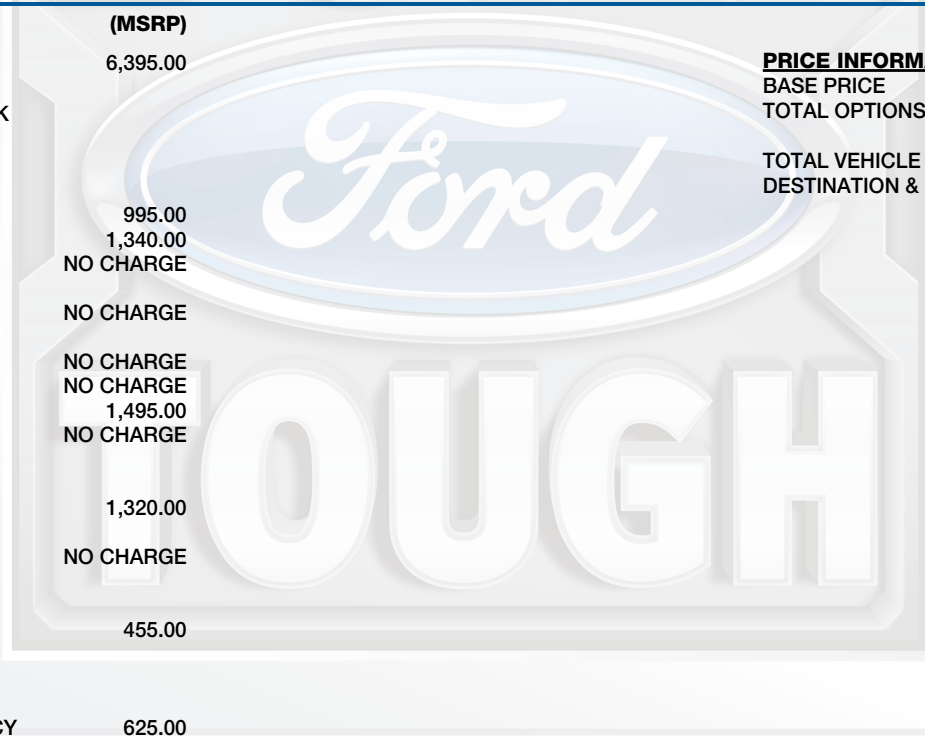 (MSRP)
6,395.00
PRICE INFORM
BASE PRICE
K
TOTAL OPTIONS
TOTAL VEHICLE
DESTINATION &
995.00
1,340.00
NO CHARGE
NO CHARGE
NO CHARGE
NO CHARGE
1,495.00
NO CHARGE
1,320.00
NO CHARGE
455.00
CY 625.00
Ford
TOUGH